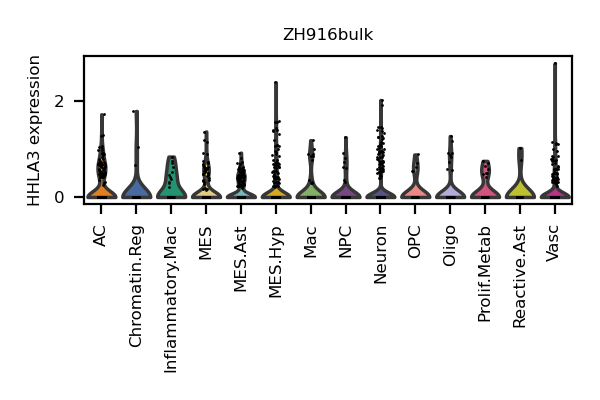 ZH916bulk
HHLA3 expression
2
0
AC
Chromatin.Reg
Inflammatory.Mac
MES
MES.Ast
MES.Hyp
Mac
NPC
Neuron
OPC
Oligo
Prolif.Metab
Reactive.Ast
Vasc